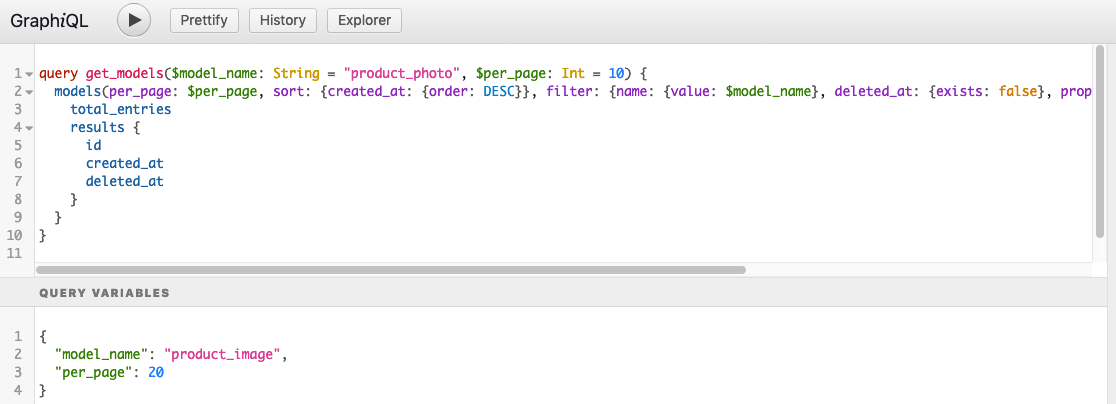 GraphiQL Prettify History Explorer
1 query get_models($model_name: String = "product_photo", $per_page: Int = 10) {
2   models(per_page: $per_page, sort: {created_at: {order: DESC}}, filter: {name: {value: $model_name}, deleted_at: {exists: false}, prop
3     total_entries
4     results {
5       id
6       created_at
7       deleted_at
8     }
9   }
10 }
11
QUERY VARIABLES
1 {
2   "model_name": "product_image",
3   "per_page": 20
4 }